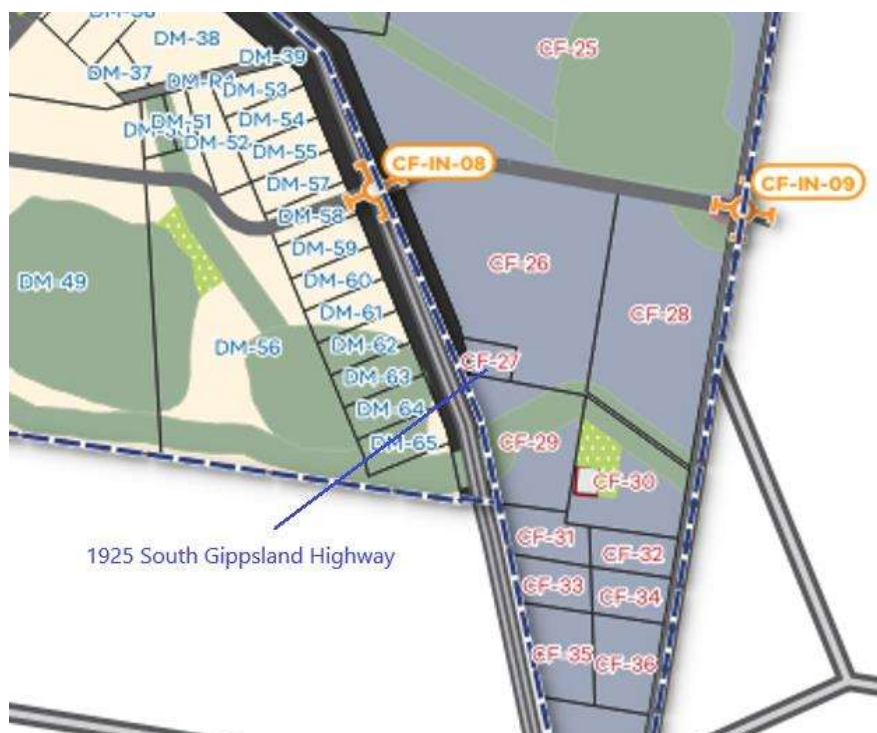 DM-38
CF-25
DM-39
DM-37
DM-53
DM-51
DM-54
DM-52
DM-55
CF-IN-08
DM-57
CF-IN-09
DM-58
DM-59
CF-26
DM-49
DM-60
DM-61
CF-28
DM-56
DM-62
CF-27
DM-63
DM-64
DM-65
CF-29
CF-30
1925 South Gippsland Highway
CF-31
CF-32
CF-33
CF-34
CF-35
CF-36